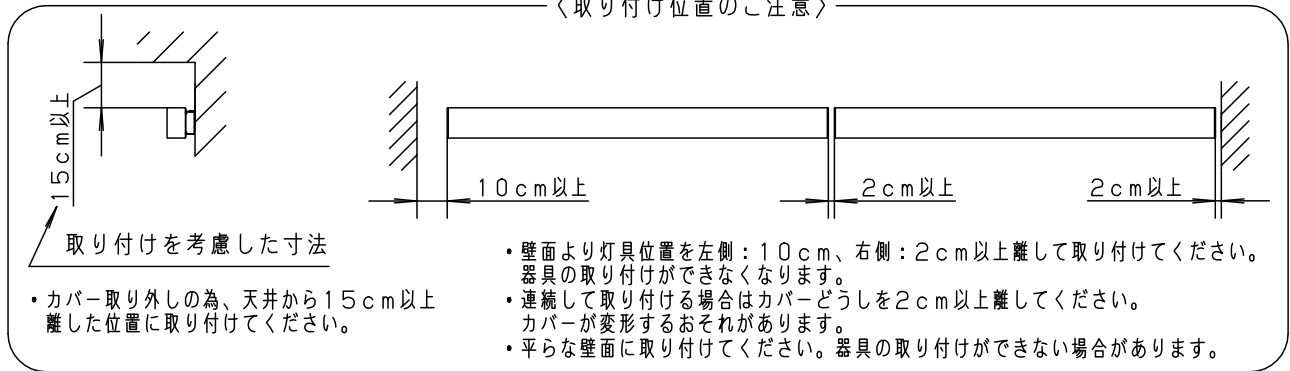 〈取り付け位置のご注意〉
15cm以上
取り付けを考慮した寸法
・カバー取り外しの為、天井から15cm以上
離した位置に取り付けてください。
10cm以上
2cm以上
2cm以上
・壁面より灯具位置を左側：10cm、右側：2cm以上離して取り付けてください。
器具の取り付けができなくなります。
・連続して取り付ける場合はカバーどうしを2cm以上離してください。
カバーが変形するおそれがあります。
・平らな壁面に取り付けてください。器具の取り付けができない場合があります。